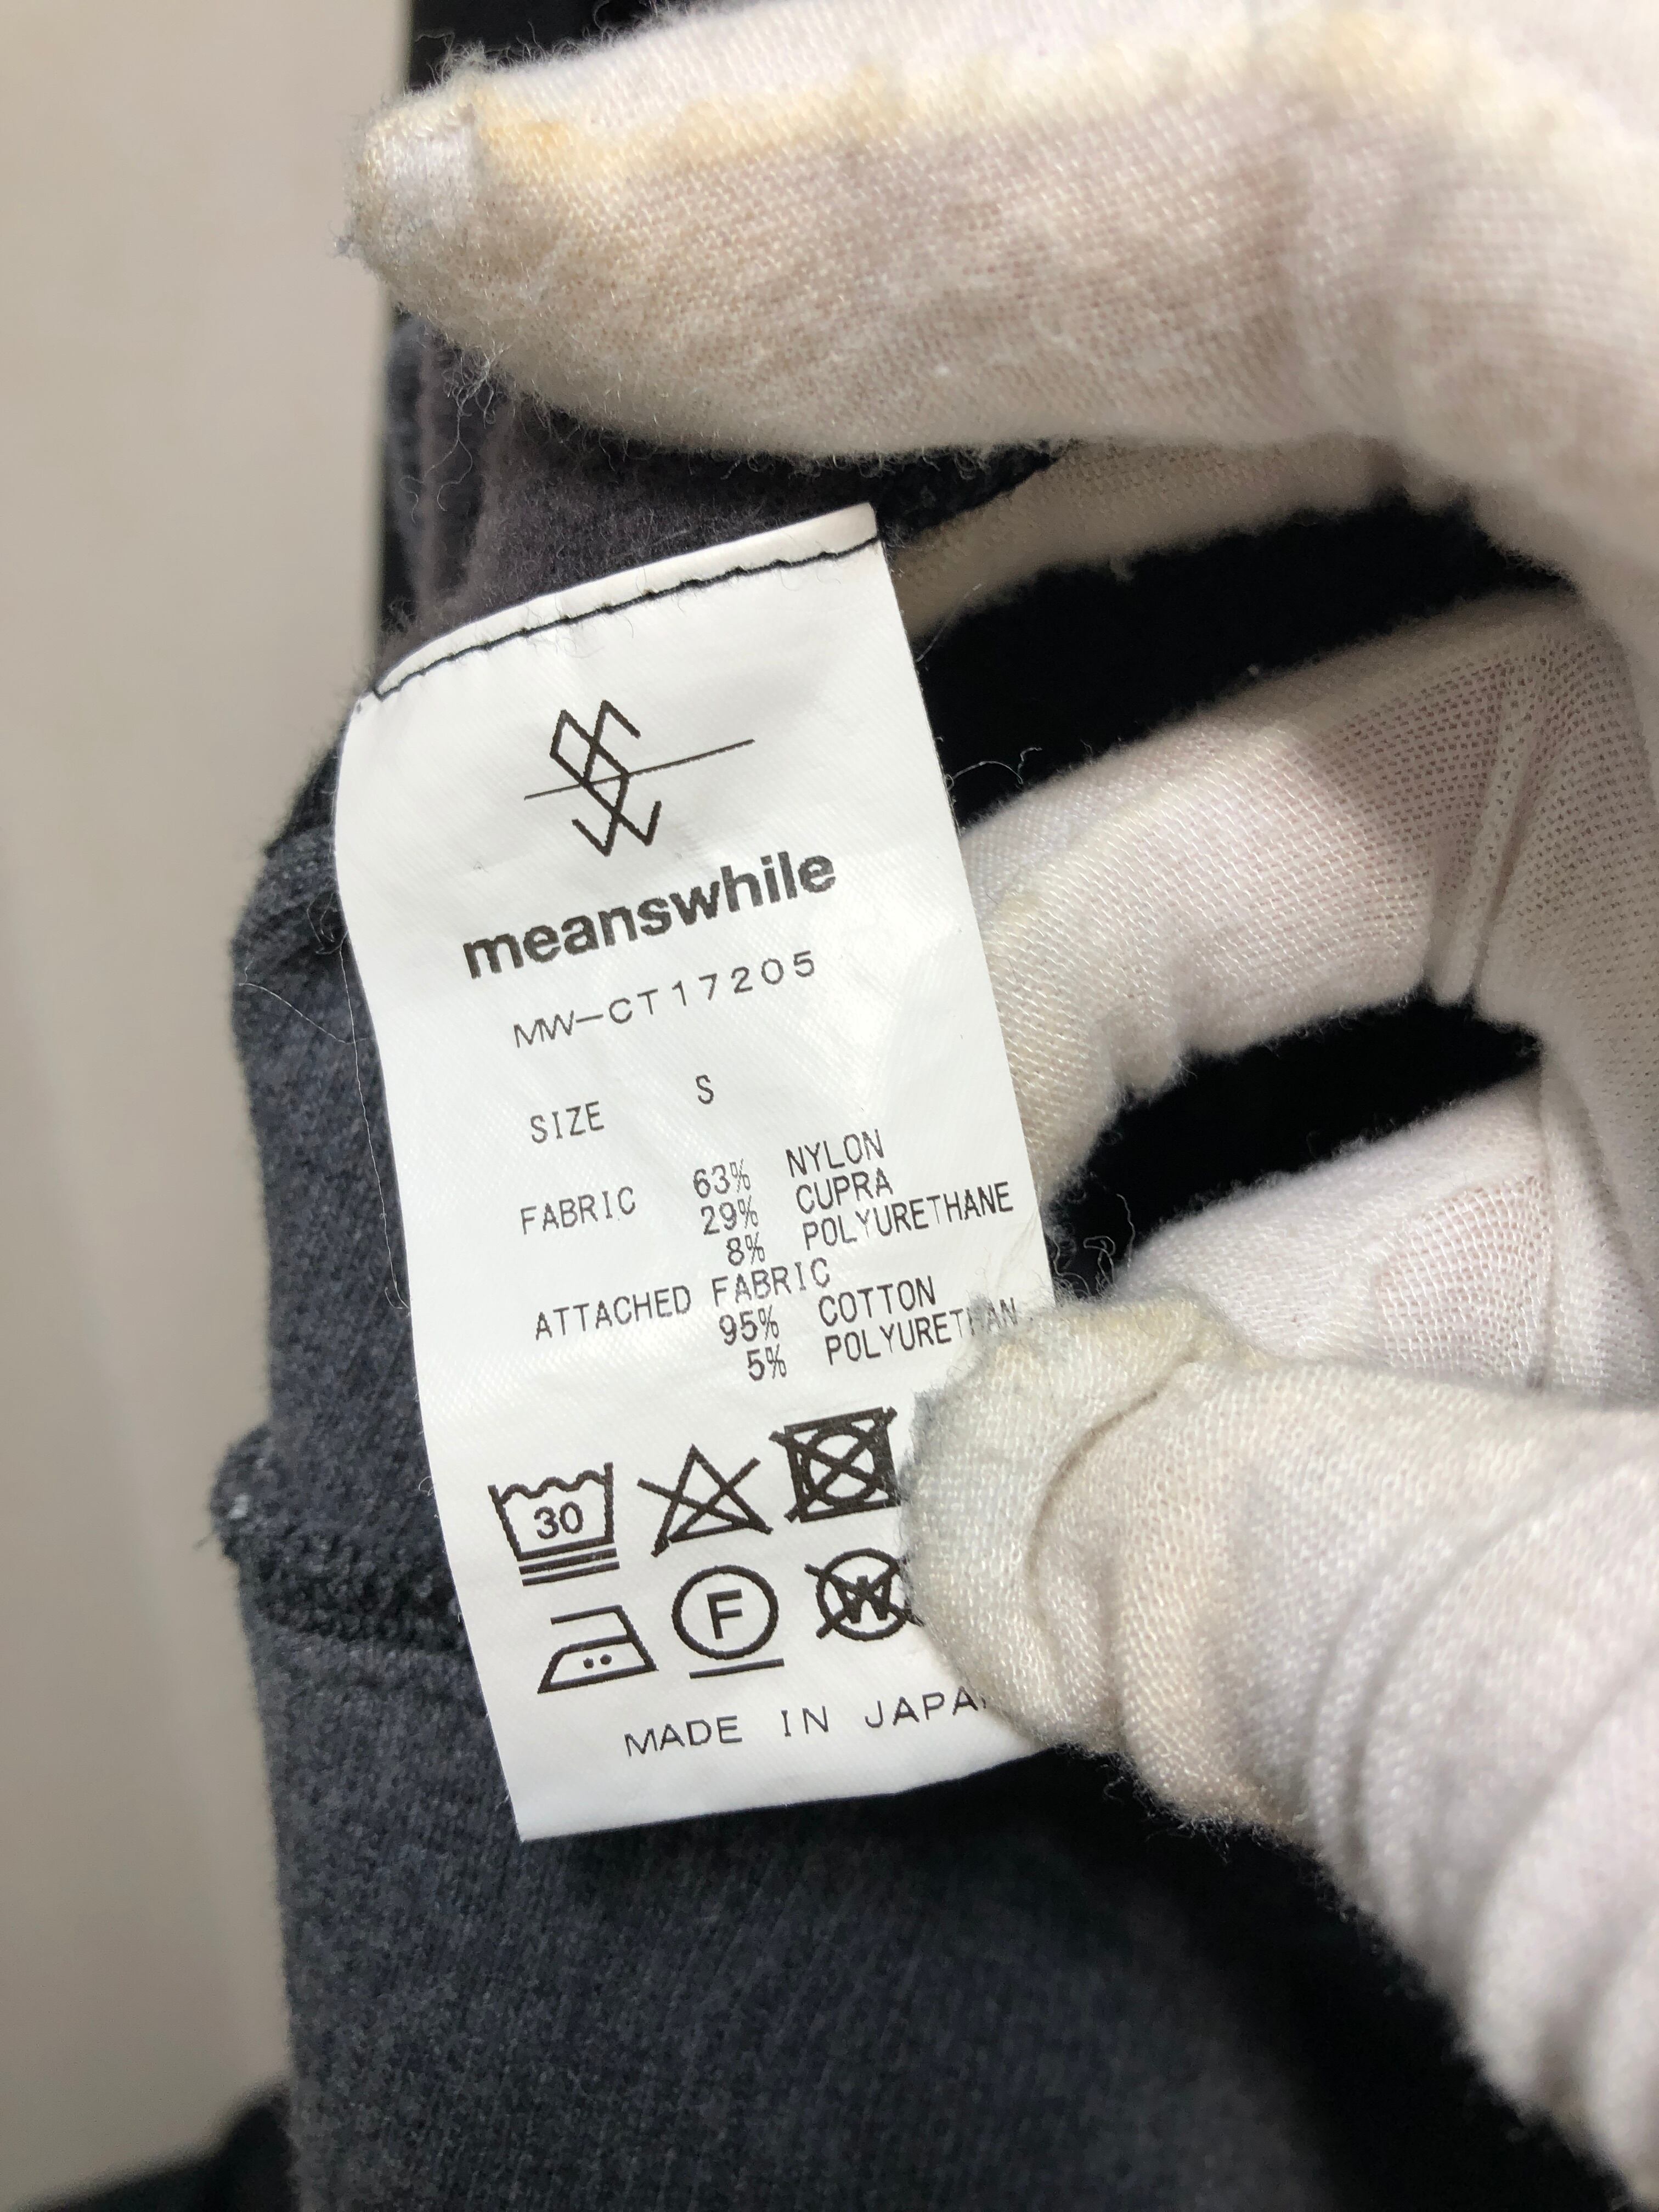 meanswhile
MW-CT17205
SIZE S
FABRIC 63% NYLON
29% CUPRA
8% POLYURETHANE
ATTACHED FABRIC
95% COTTON
5% POLYURETHAN
30
F
W
MADE IN JAPA